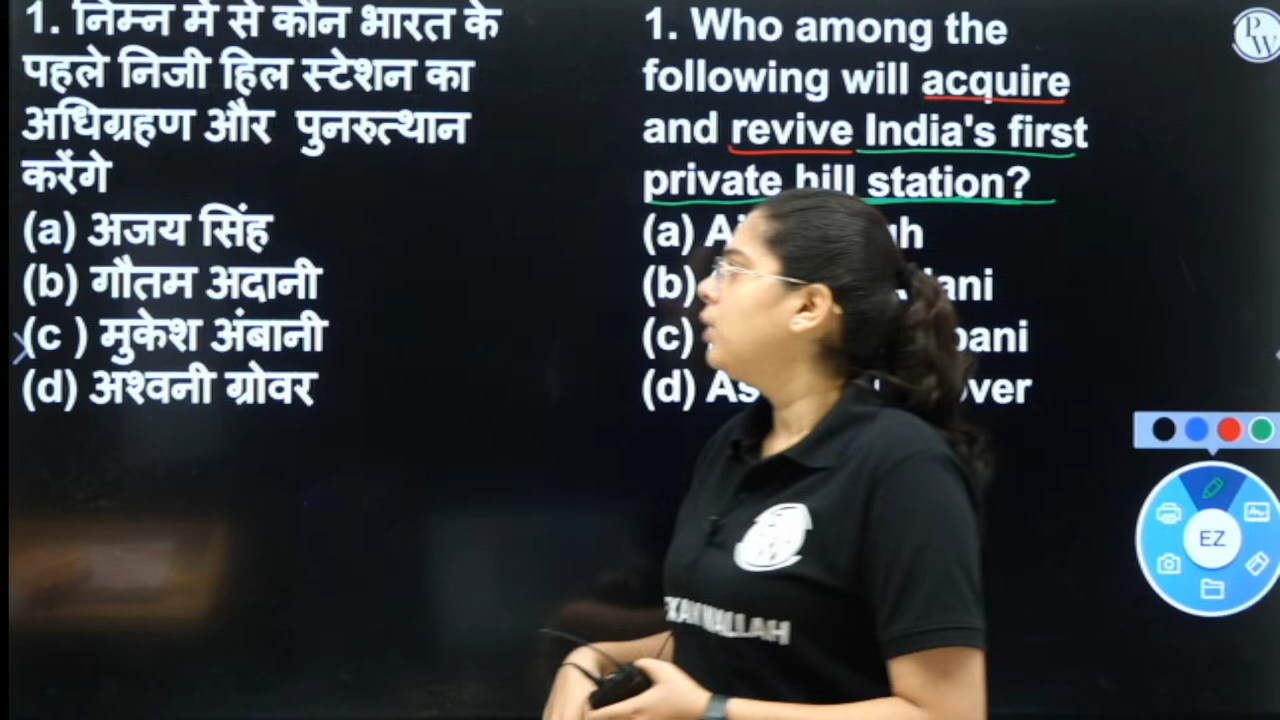 1. निम्न में से कौन भारत के
पहले निजी हिल स्टेशन का
अधिग्रहण और पुनरुत्थान
करेंगे
(a) अजय सिंह
(b) गौतम अदानी
(c ) मुकेश अंबानी
(d) अश्वनी ग्रोवर
1. Who among the
following will acquire
and revive India's first
private hill station?
(a)
(b)
(c)
(d)
PW
EZ